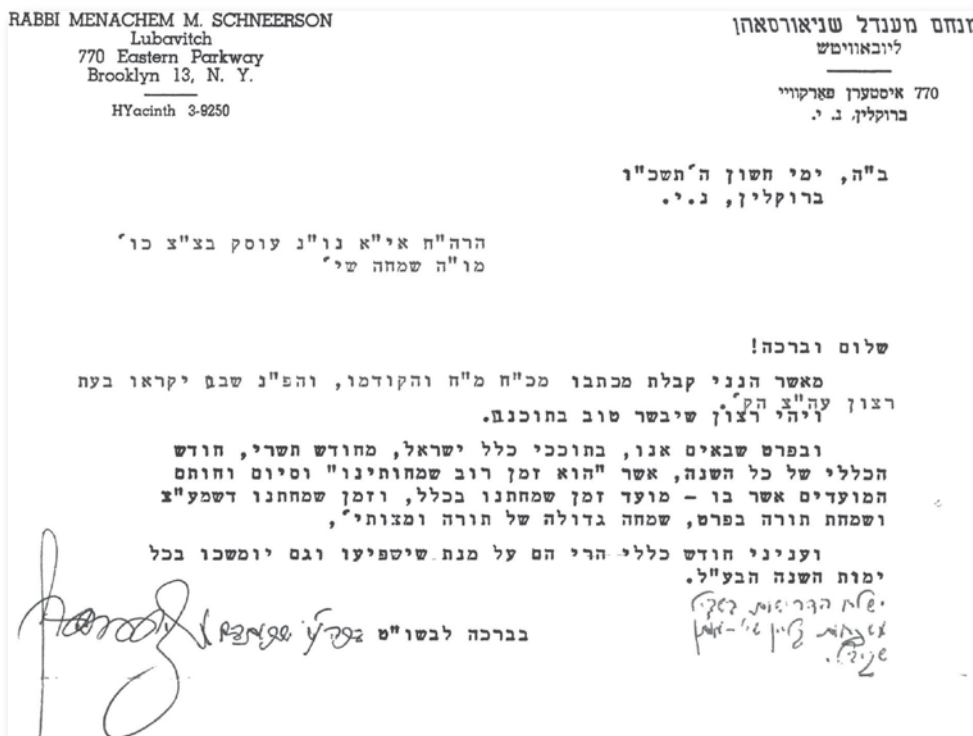 RABBI MENACHEM M. SCHNEERSON
Lubavitch
770 Eastern Parkway
Brooklyn 13, N. Y.
HYacinth 3-9250
מנחם מענדל שניאורסאהן
ליובאוויטש
770 איסטערן פארקוויי
ברוקלין, נ. י.
ב"ה, ימי חשון ה'תשכ"ו
ברוקלין, נ.י.
הרה"ח אי"א נו"נ עוסק בצ"צ כו'
מו"ה שמחה שי'
שלום וברכה!
מאשר הנני קבלת מכתבו מכ"ח מ"ח והקודמו, והפ"נ שבם יקראו בעת
רצון עה"צ הק'.
ויהי רצון שיבשר טוב בתוכנם.
ובפרט שבאים אנו, בתוככי כלל ישראל, מחודש תשרי, חודש
הכללי של כל השנה, אשר "הוא זמן רוב שמחותינו" וסיום וחותם
המועדים אשר בו - מועד זמן שמחתנו בכלל, וזמן שמחתנו דשמע"צ
ושמחת תורה בפרט, שמחה גדולה של תורה ומצותי',
ועניני חודש כללי הרי הם על מנת שישפיעו וגם יומשכו בכל
ימות השנה הבע"ל.
בברכה לבשו"ט